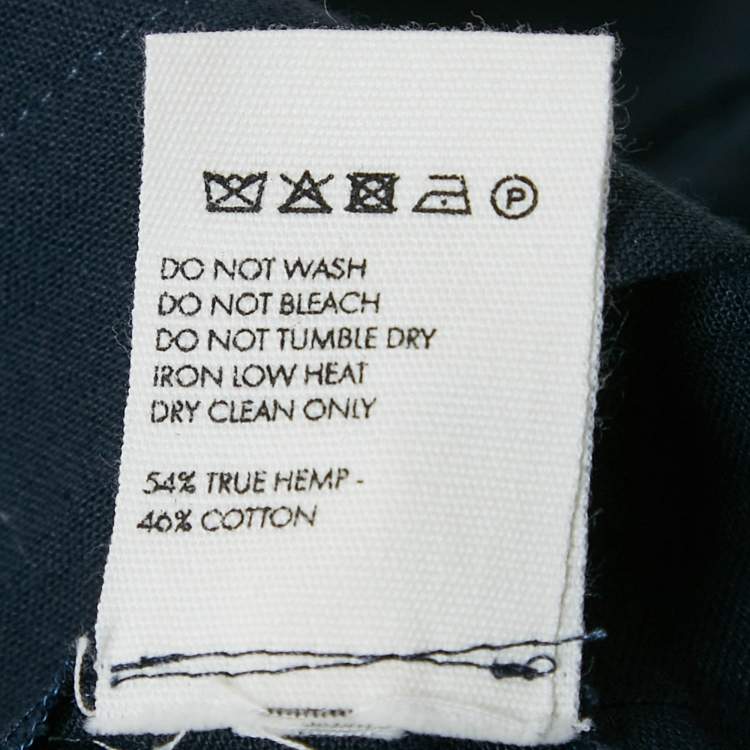 P
DO NOT WASH
DO NOT BLEACH
DO NOT TUMBLE DRY
IRON LOW HEAT
DRY CLEAN ONLY
54% TRUE HEMP -
46% COTTON